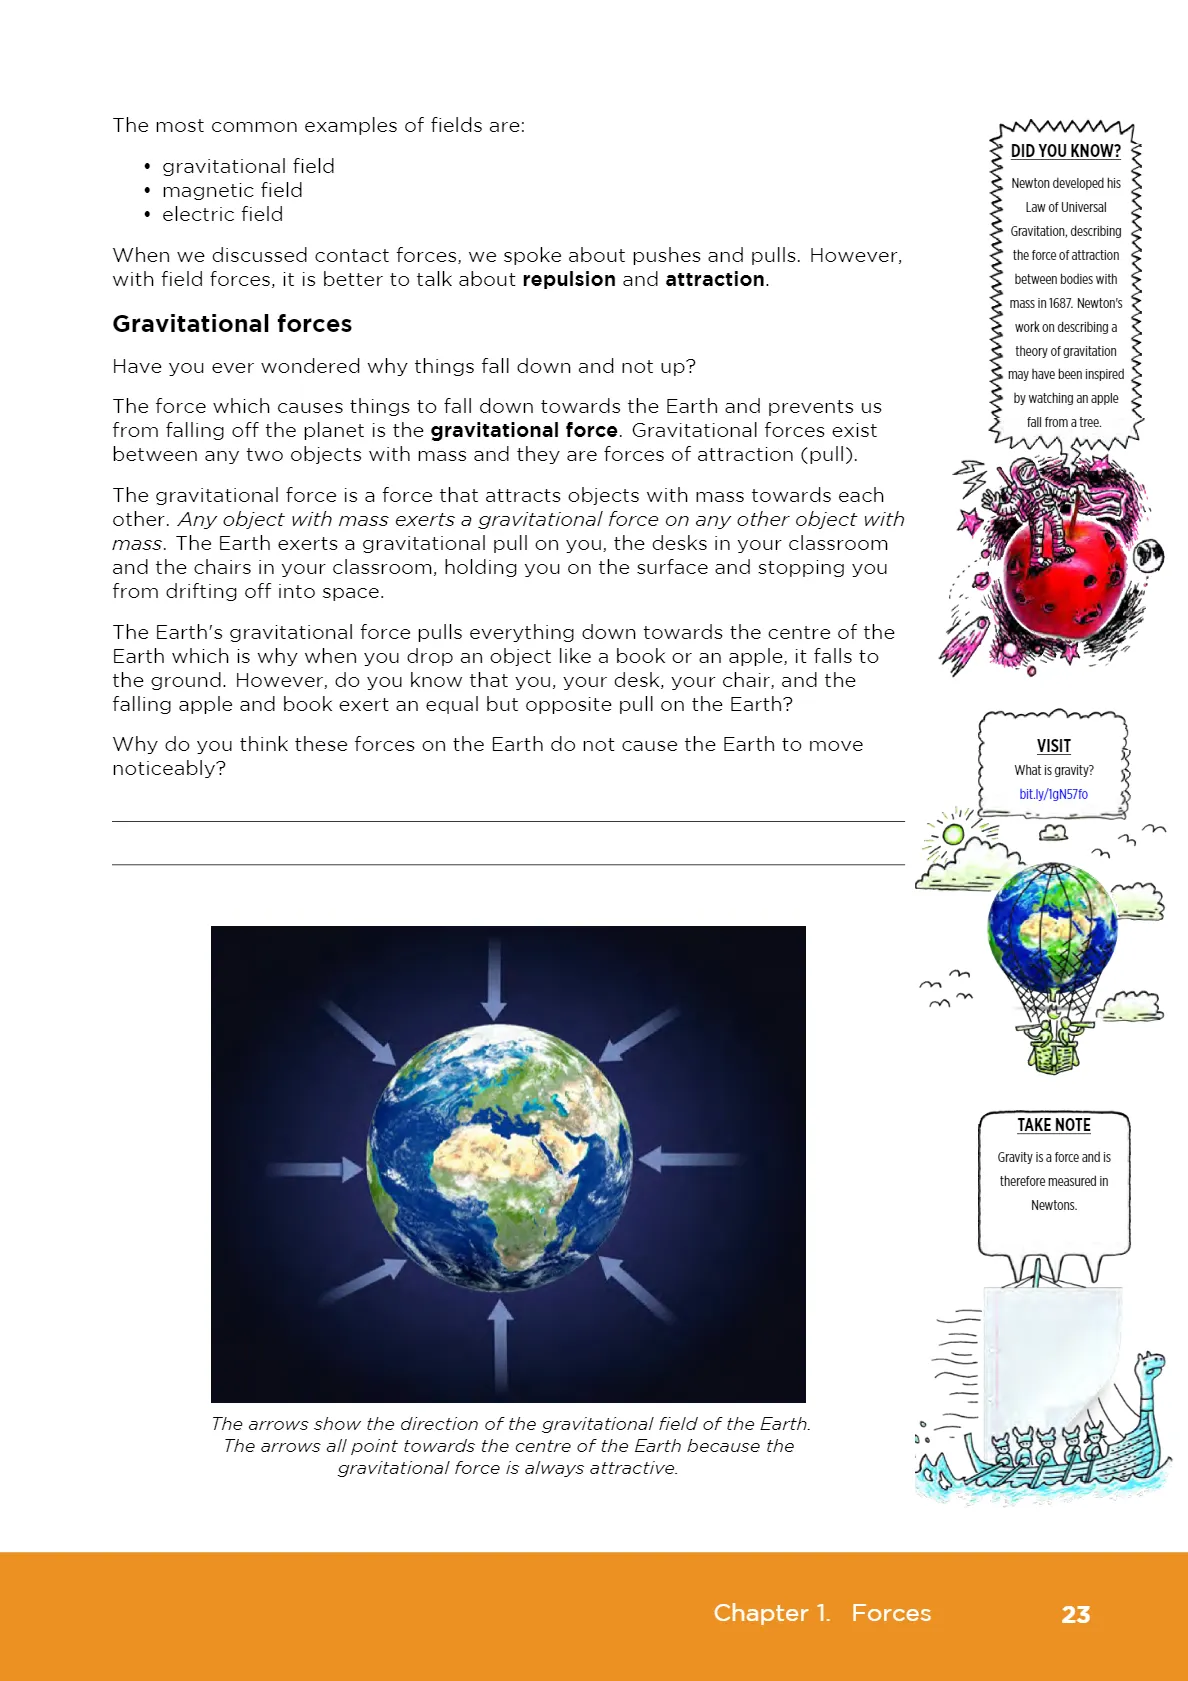 The most common examples of fields are:
• gravitational field
• magnetic field
• electric field
When we discussed contact forces, we spoke about pushes and pulls. However,
with field forces, it is better to talk about repulsion and attraction.
Gravitational forces
Have you ever wondered why things fall down and not up?
The force which causes things to fall down towards the Earth and prevents us
from falling off the planet is the gravitational force. Gravitational forces exist
between any two objects with mass and they are forces of attraction (pull).
The gravitational force is a force that attracts objects with mass towards each
other. Any object with mass exerts a gravitational force on any other object with
mass. The Earth exerts a gravitational pull on you, the desks in your classroom
and the chairs in your classroom, holding you on the surface and stopping you
from drifting off into space.
The Earth's gravitational force pulls everything down towards the centre of the
Earth which is why when you drop an object like a book or an apple, it falls to
the ground. However, do you know that you, your desk, your chair, and the
falling apple and book exert an equal but opposite pull on the Earth?
Why do you think these forces on the Earth do not cause the Earth to move
noticeably?
The arrows show the direction of the gravitational field of the Earth.
The arrows all point towards the centre of the Earth because the
gravitational force is always attractive.
DID YOU KNOW?
Newton developed his
Law of Universal
Gravitation, describing
the force of attraction
between bodies with
mass in 1687. Newton's
work on describing a
theory of gravitation
may have been inspired
by watching an apple
fall from a tree.
VISIT
What is gravity?
bit.ly/1gN57fo
TAKE NOTE
Gravity is a force and is
therefore measured in
Newtons.
Chapter 1. Forces 23